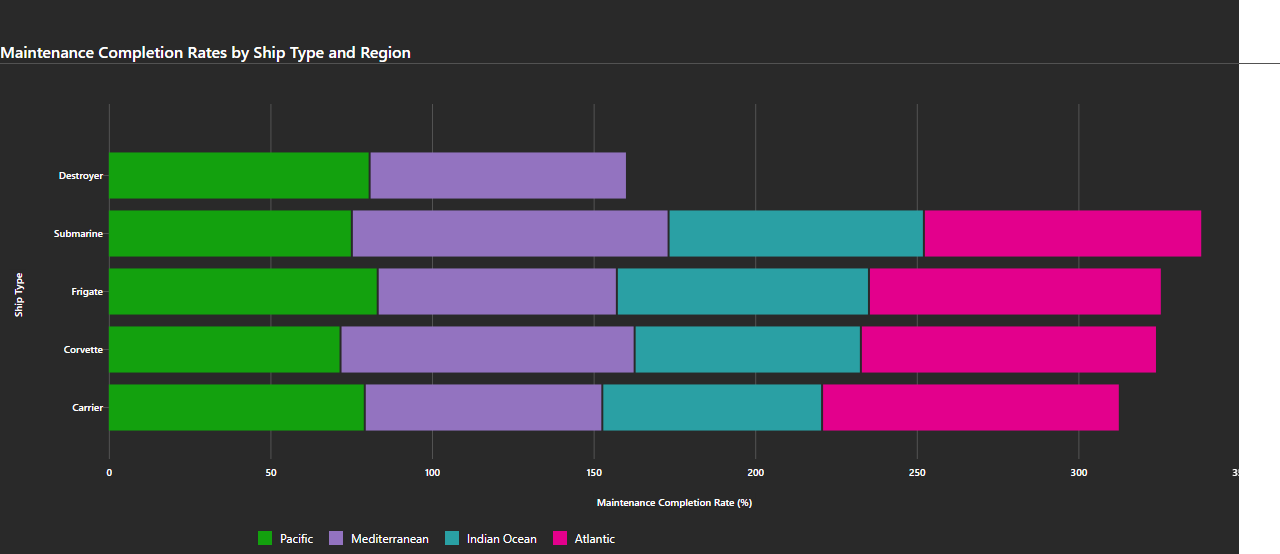 Maintenance Completion Rates by Ship Type and Region
Ship Type
Destroyer
Submarine
Frigate
Corvette
Carrier
0 50 100 150 200 250 300
Maintenance Completion Rate (%)
Pacific Mediterranean Indian Ocean Atlantic